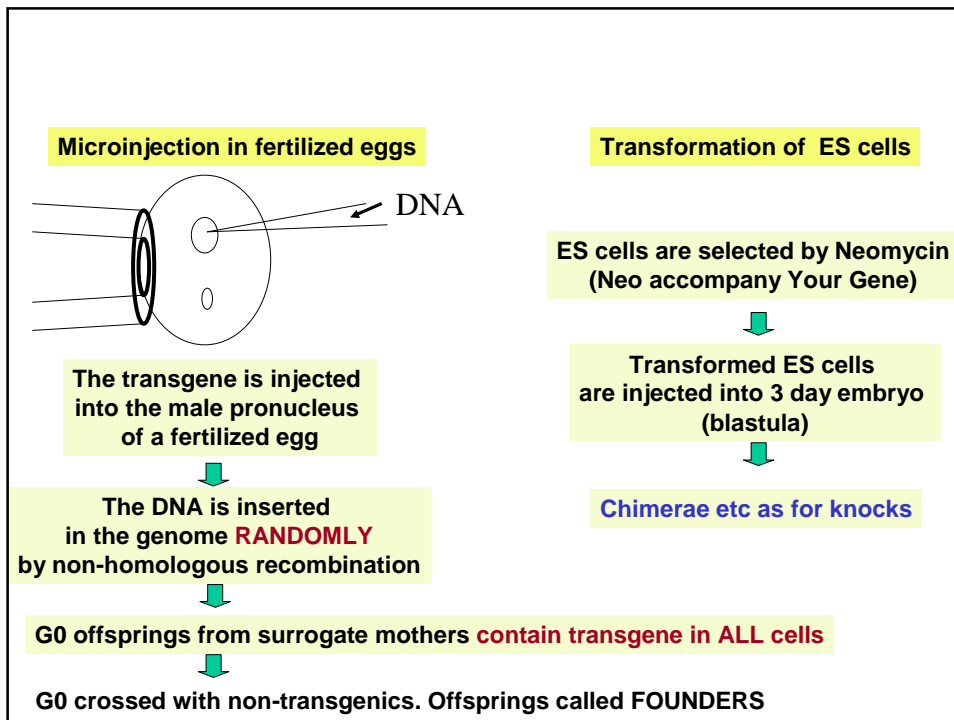 Microinjection in fertilized eggs
DNA
The transgene is injected
into the male pronucleus
of a fertilized egg
The DNA is inserted
in the genome RANDOMLY
by non-homologous recombination
G0 offsprings from surrogate mothers contain transgene in ALL cells
G0 crossed with non-transgenics. Offsprings called FOUNDERS
Transformation of  ES cells
ES cells are selected by Neomycin
(Neo accompany Your Gene)
Transformed ES cells
are injected into 3 day embryo
(blastula)
Chimerae etc as for knocks